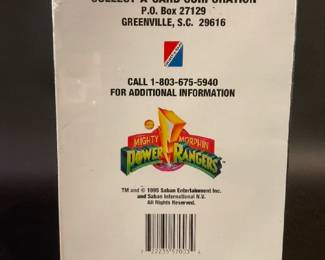 COLLECT-A-CARD CORPORATION
P.O. Box 27129
GREENVILLE, S.C. 29616
CALL 1-803-675-5940
FOR ADDITIONAL INFORMATION
MIGHTY MORPHIN
POWER RANGERS
TM and © 1995 Saban Entertainment Inc.
and Saban International N.V.
All Rights Reserved.